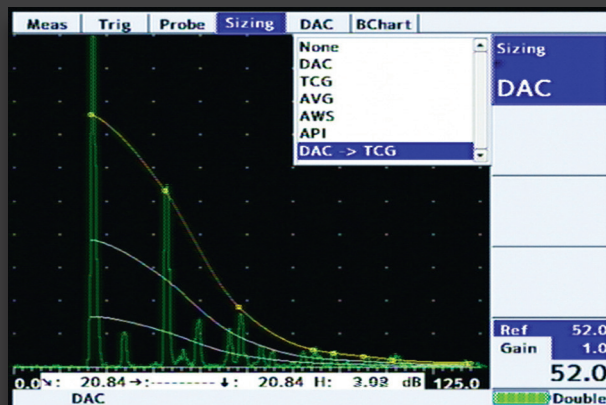 Meas Trig Probe Sizing DAC BChart
None
DAC
TCG
AVG
AWS
API
DAC -> TCG
Sizing
DAC
Ref 52.0
Gain 1.0
52.0
0.0 : 20.84 →:------- ↓: 20.84 H: 3.92 dB 125.0
DAC Double